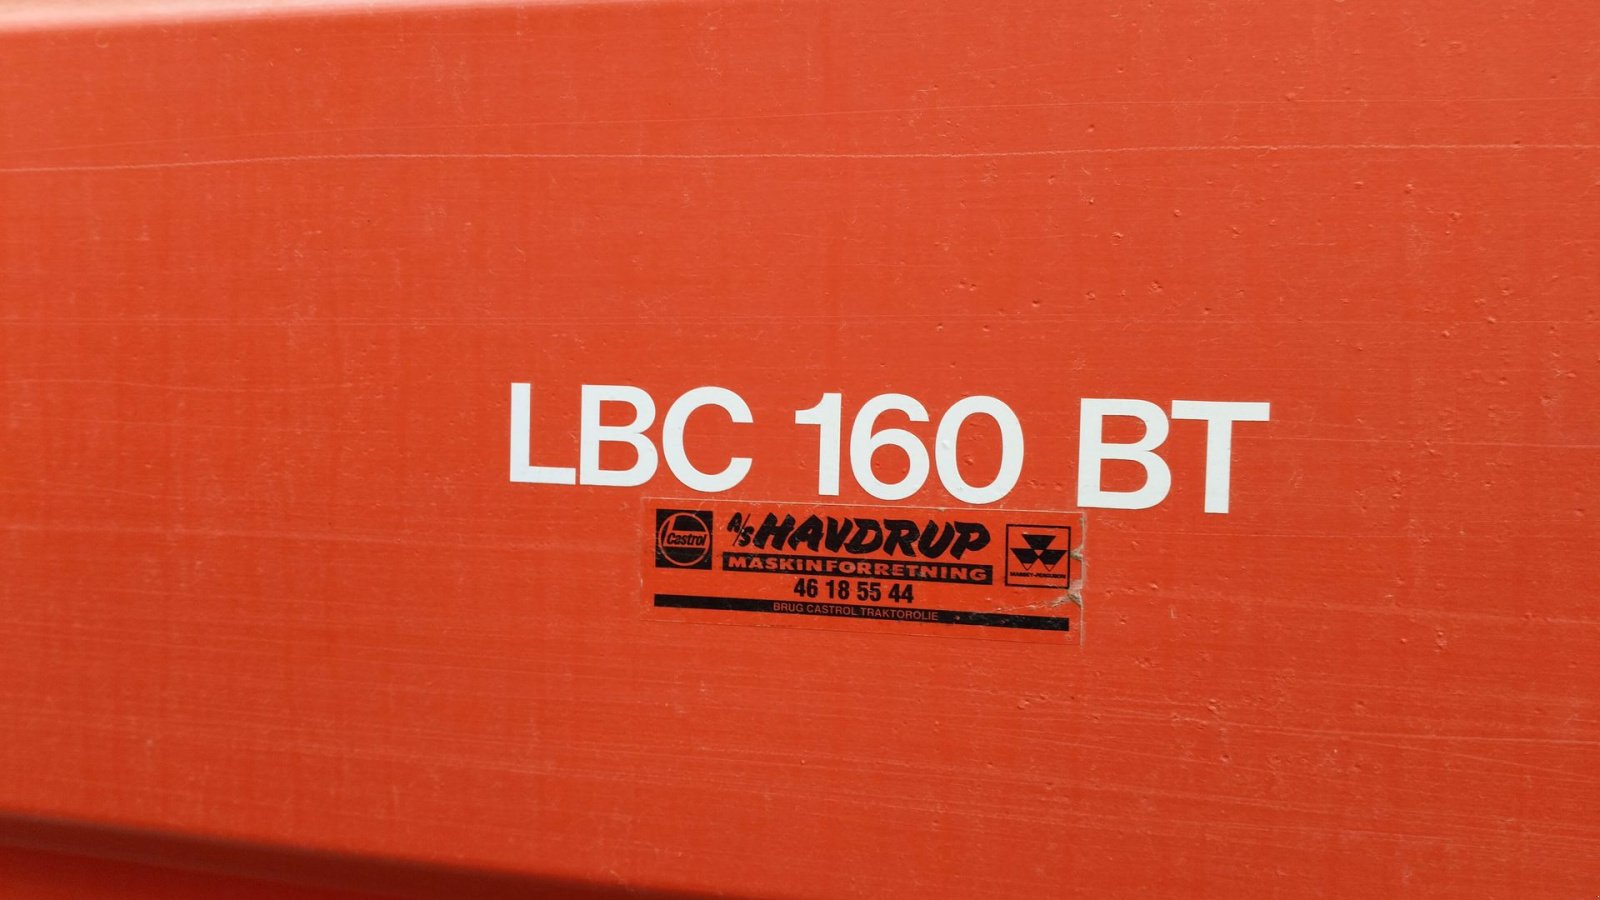 LBC 160 BT
Castrol
A/S HAVDRUP
MASKINFORRETNING
46 18 55 44
BRUG CASTROL TRAKTOROLIE
MASSEY-FERGUSON